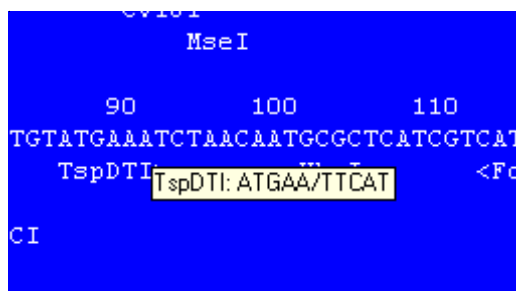 MseI
90 100 110
TGTATGAAATCTAACAATGCGCTCATCGTCAT
TspDTI
TspDTI: ATGAA/TTCAT
CI